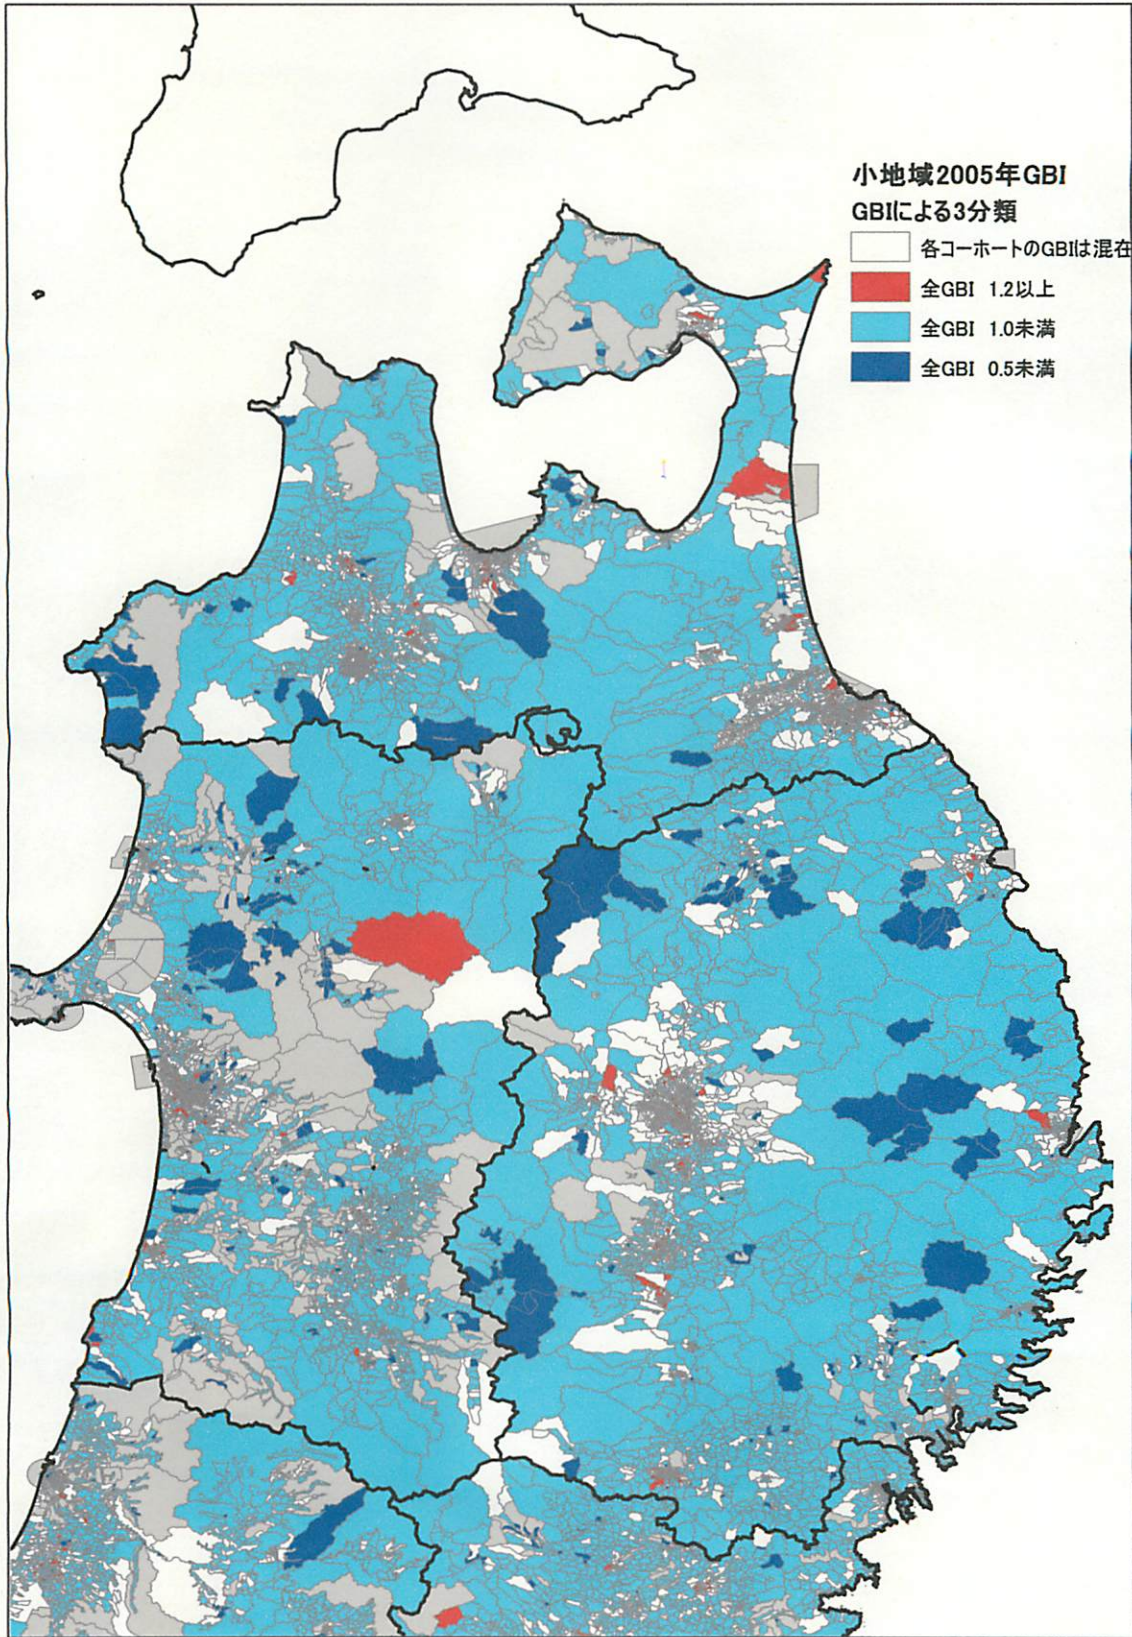 小地域2005年GBI
GBIによる3分類
各コーホートのGBIは混在
全GBI 1.2以上
全GBI 1.0未満
全GBI 0.5未満